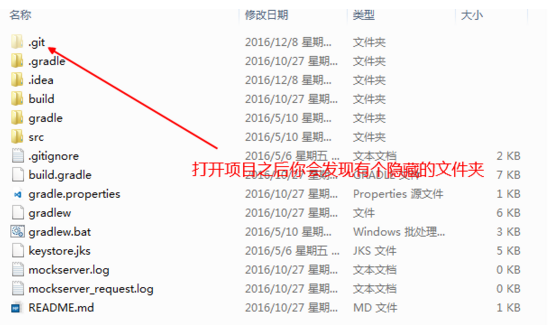 名称 修改日期 类型 大小
.git 2016/12/8 星期... 文件夹
.gradle 2016/10/27 星期... 文件夹
.idea 2016/12/8 星期... 文件夹
build 2016/10/27 星期... 文件夹
gradle 2016/5/10 星期... 文件夹
src 2016/5/10 星期... 文件夹
.gitignore 2016/5/6 星期五 ... 文本文档 2 KB
打开项目之后你会发现有个隐藏的文件夹
build.gradle 2016/10/27 星期... GRADLE 文件 7 KB
gradle.properties 2016/10/27 星期... Properties 源文件 1 KB
gradlew 2016/10/27 星期... 文件 6 KB
gradlew.bat 2016/5/10 星期... Windows 批处理... 3 KB
keystore.jks 2016/5/6 星期五 ... JKS 文件 5 KB
mockserver.log 2016/10/27 星期... 文本文档 0 KB
mockserver_request.log 2016/10/27 星期... 文本文档 0 KB
README.md 2016/10/27 星期... MD 文件 1 KB